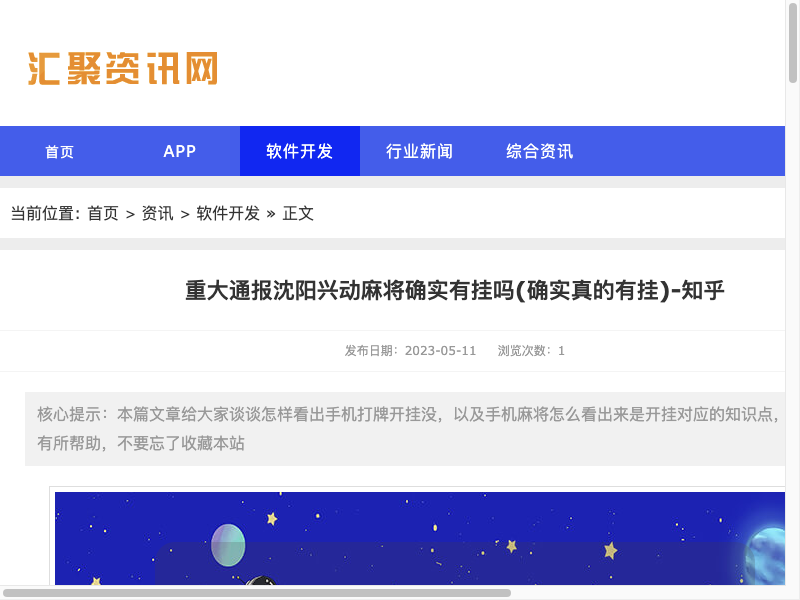 汇聚资讯网
首页 APP 软件开发 行业新闻 综合资讯
当前位置: 首页 > 资讯 > 软件开发 » 正文
重大通报沈阳兴动麻将确实有挂吗(确实真的有挂)-知乎
发布日期：2023-05-11 浏览次数：1
核心提示：本篇文章给大家谈谈怎样看出手机打牌开挂没，以及手机麻将怎么看出来是开挂对应的知识点，
有所帮助，不要忘了收藏本站